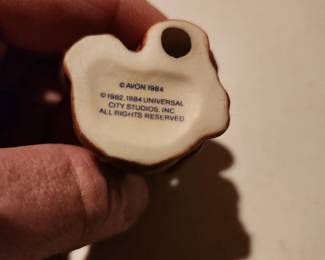 © AVON 1984
© 1982, 1984 UNIVERSAL
CITY STUDIOS, INC.
ALL RIGHTS RESERVED